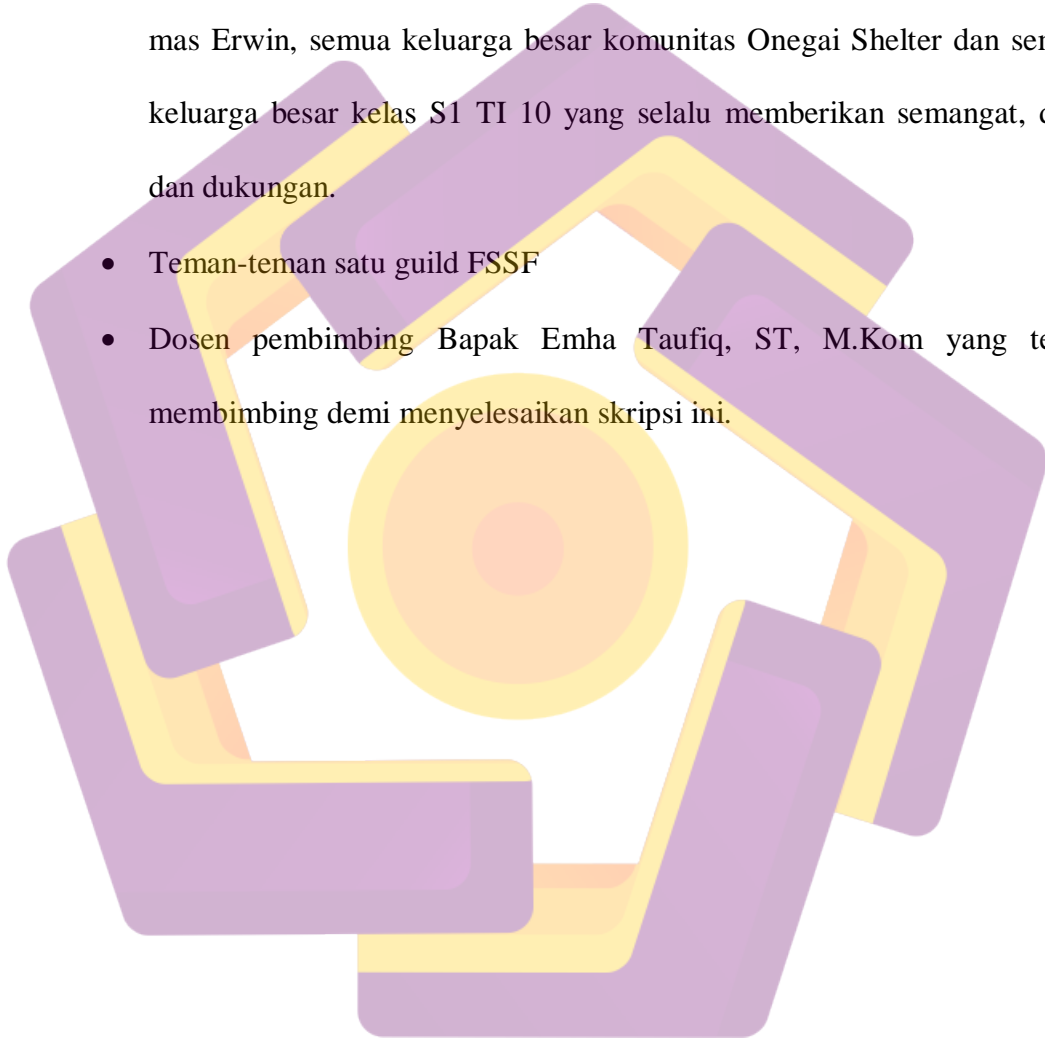 mas Erwin, semua keluarga besar komunitas Onegai Shelter dan
keluarga besar kelas S1 TI 10 yang selalu memberikan semangat,
dan dukungan.
• Teman-teman satu guild FSSF
• Dosen pembimbing Bapak Emha Taufiq, ST, M.Kom yang
membimbing demi menyelesaikan skripsi ini.